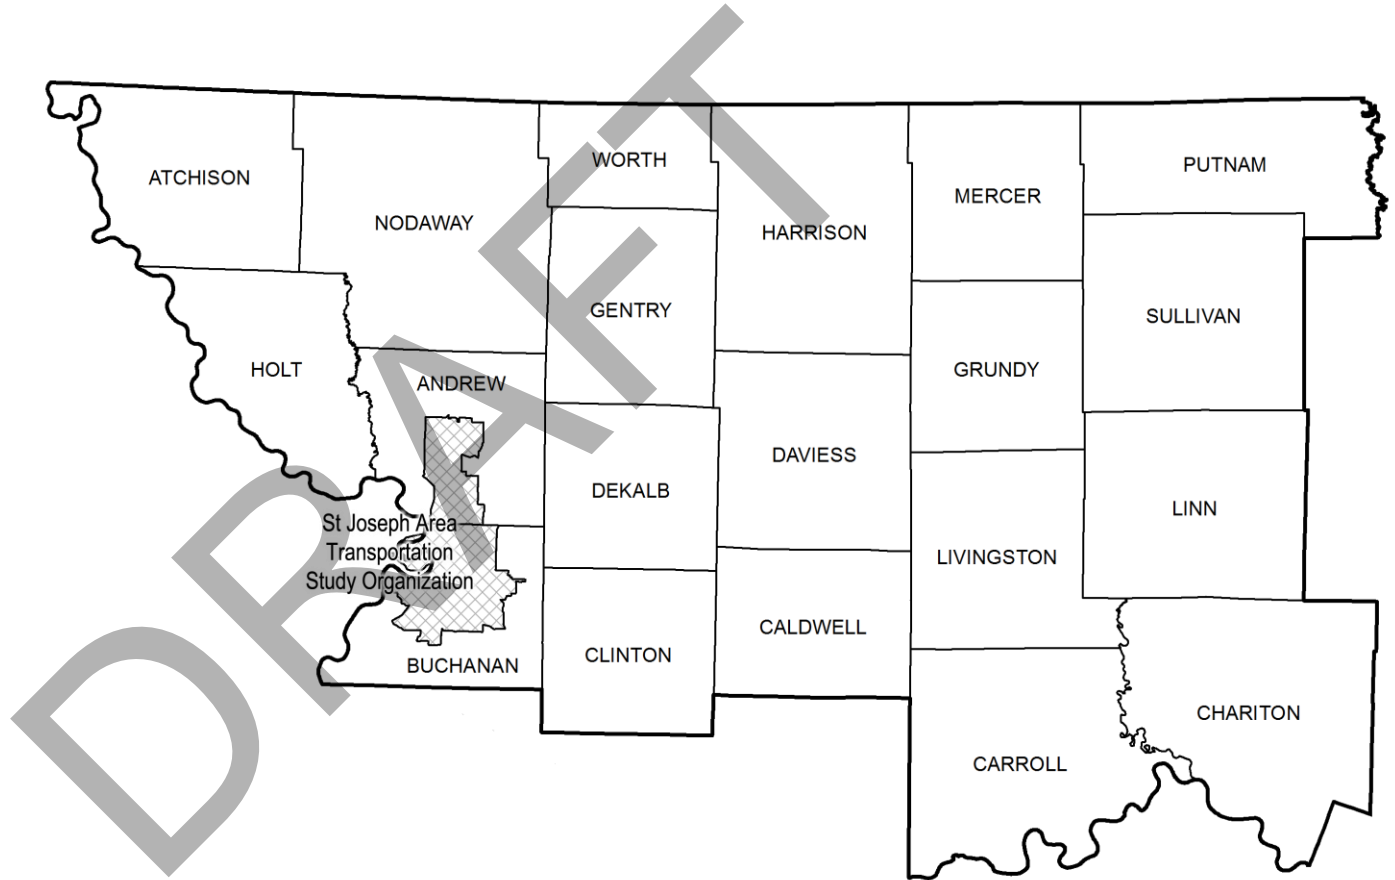 DRAFT
WORTH
PUTNAM
ATCHISON
MERCER
NODAWAY
HARRISON
GENTRY
SULLIVAN
HOLT
GRUNDY
ANDREW
DAVIESS
DEKALB
LINN
St Joseph Area
Transportation
Study Organization
LIVINGSTON
CALDWELL
CLINTON
BUCHANAN
CHARITON
CARROLL